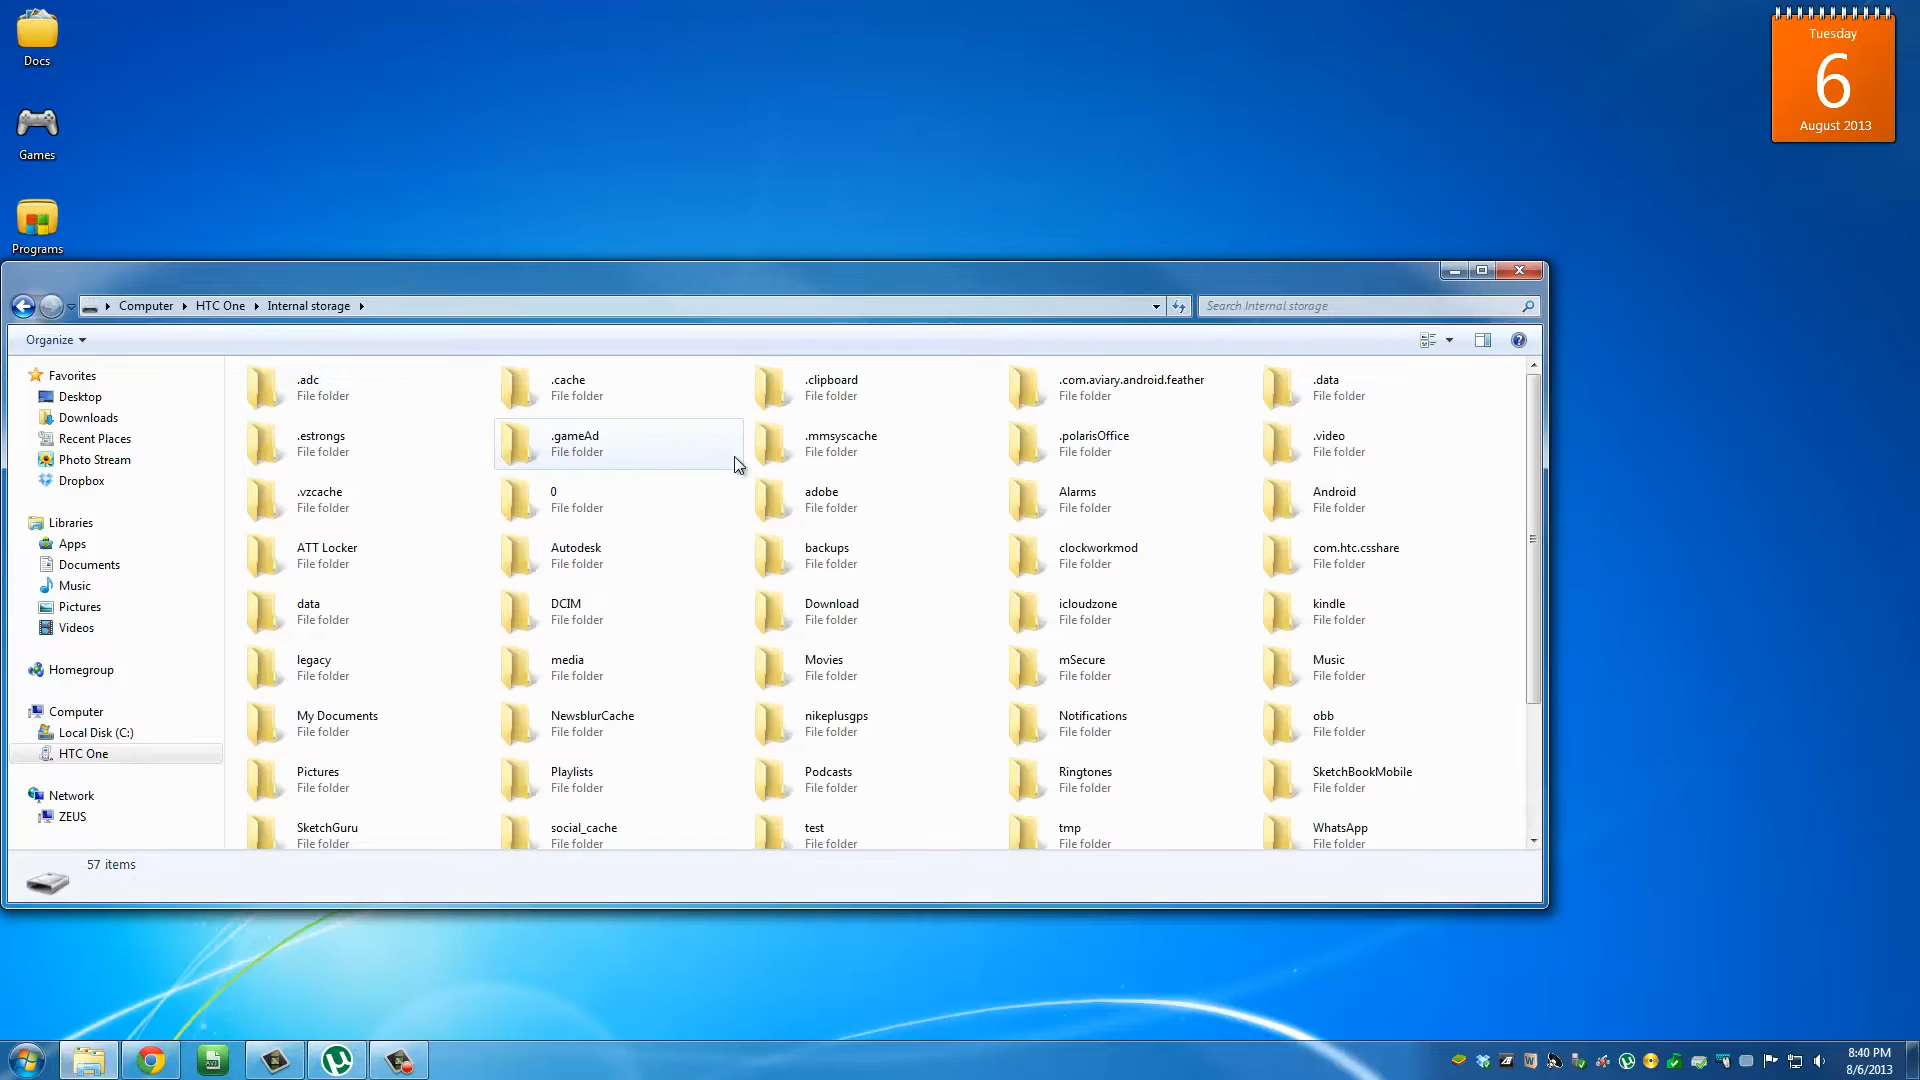 Docs
Games
Programs
Tuesday
6
August 2013
Computer HTC One Internal storage
Search Internal storage
Organize
Favorites
Desktop
Downloads
Recent Places
Photo Stream
Dropbox
Libraries
Apps
Documents
Music
Pictures
Videos
Homegroup
Computer
Local Disk (C:)
HTC One
Network
ZEUS
.adc .cache .clipboard .com.aviary.android.feather .data
File folder File folder File folder File folder File folder
.estrongs .gameAd .mmsyscache .polarisOffice .video
File folder File folder File folder File folder File folder
.vzcache 0 adobe Alarms Android
File folder File folder File folder File folder File folder
ATT Locker Autodesk backups clockworkmod com.htc.csshare
File folder File folder File folder File folder File folder
data DCIM Download icloudzone kindle
File folder File folder File folder File folder File folder
legacy media Movies mSecure Music
File folder File folder File folder File folder File folder
My Documents NewsblurCache nikeplusgps Notifications obb
File folder File folder File folder File folder File folder
Pictures Playlists Podcasts Ringtones SketchBookMobile
File folder File folder File folder File folder File folder
SketchGuru social_cache test tmp WhatsApp
File folder File folder File folder File folder File folder
57 items
8:40 PM
8/6/2013